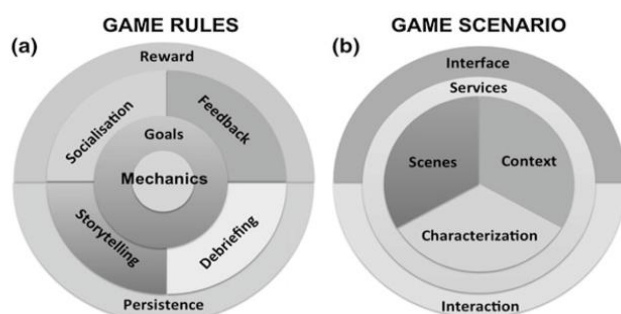 GAME RULES
(a)
Reward
Socialisation
Feedback
Goals
Mechanics
Storytelling
Debriefing
Persistence
GAME SCENARIO
(b)
Interface
Services
Scenes
Context
Characterization
Interaction